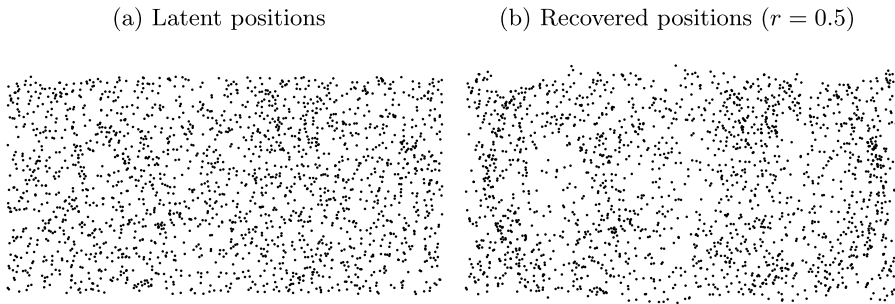 (a) Latent positions
(b) Recovered positions (r = 0.5)